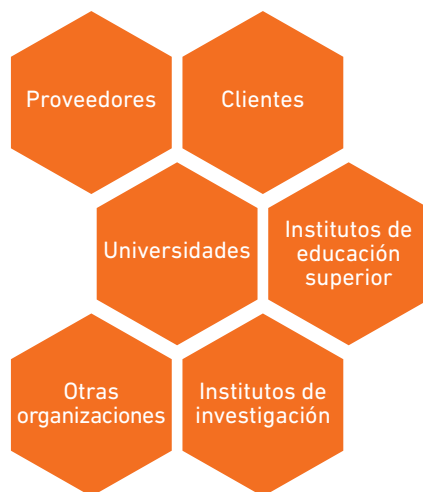 Proveedores
Clientes
Universidades
Institutos de
educación
superior
Otras
organizaciones
Institutos de
investigación